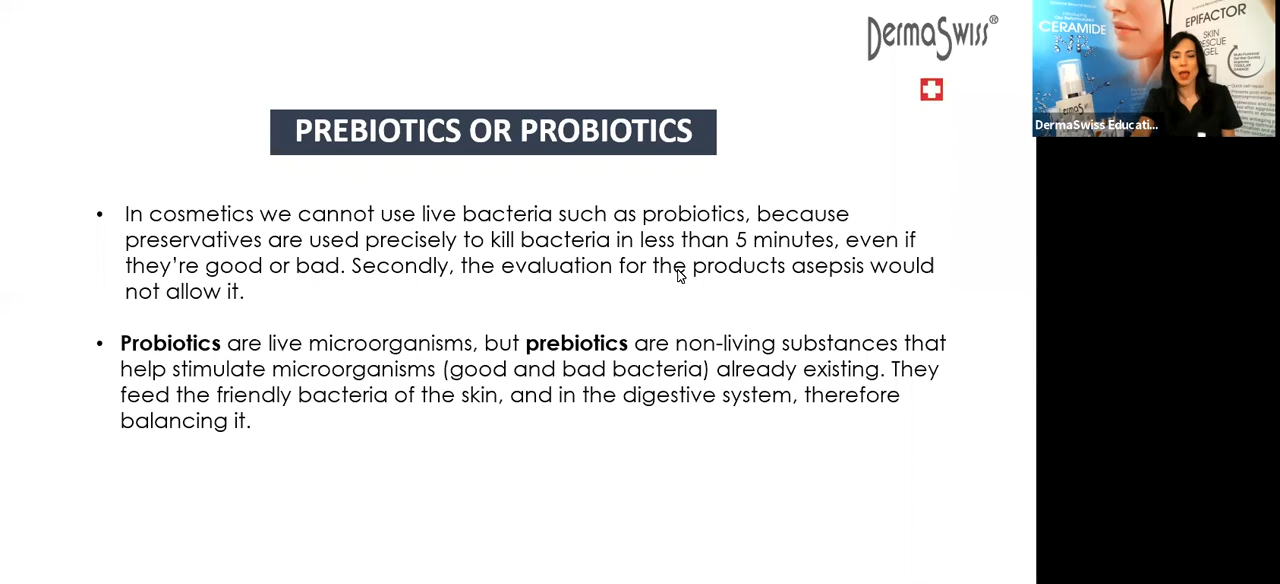 DermaSwiss®
PREBIOTICS OR PROBIOTICS
• In cosmetics we cannot use live bacteria such as probiotics, because
preservatives are used precisely to kill bacteria in less than 5 minutes, even if
they’re good or bad. Secondly, the evaluation for the products asepsis would
not allow it.
• Probiotics are live microorganisms, but prebiotics are non-living substances that
help stimulate microorganisms (good and bad bacteria) already existing. They
feed the friendly bacteria of the skin, and in the digestive system, therefore
balancing it.
CERAMIDE
EPIFACTOR
SKIN
GEL
DermaSwiss Educati...